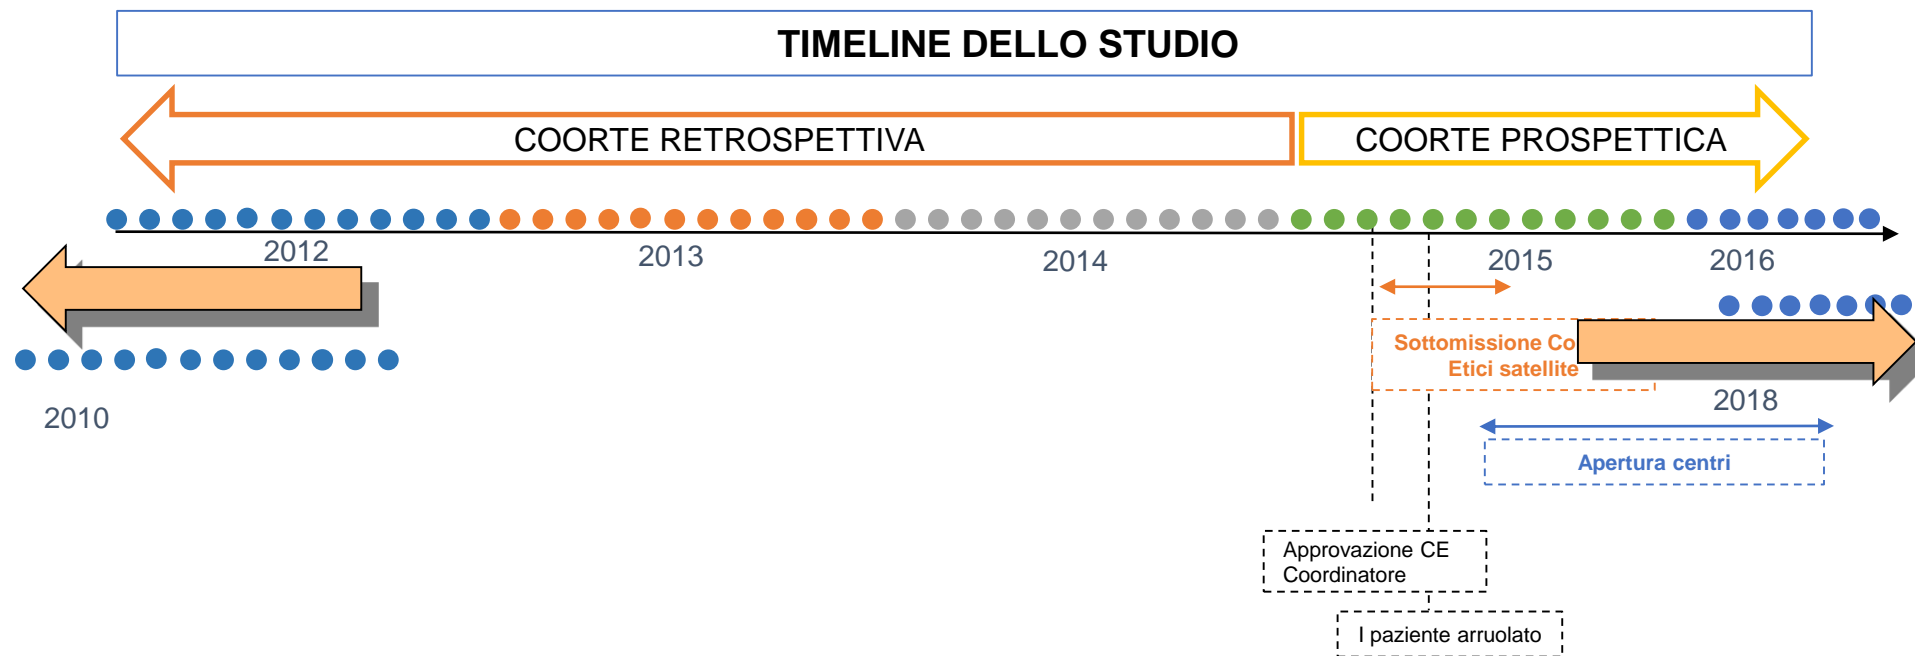 TIMELINE DELLO STUDIO
COORTE RETROSPETTIVA
COORTE PROSPETTICA
2012
2013
2014
2015
2016
Sottomissione
Etici satellite
2010
2018
Apertura centri
Approvazione CE
Coordinatore
I paziente arruolato